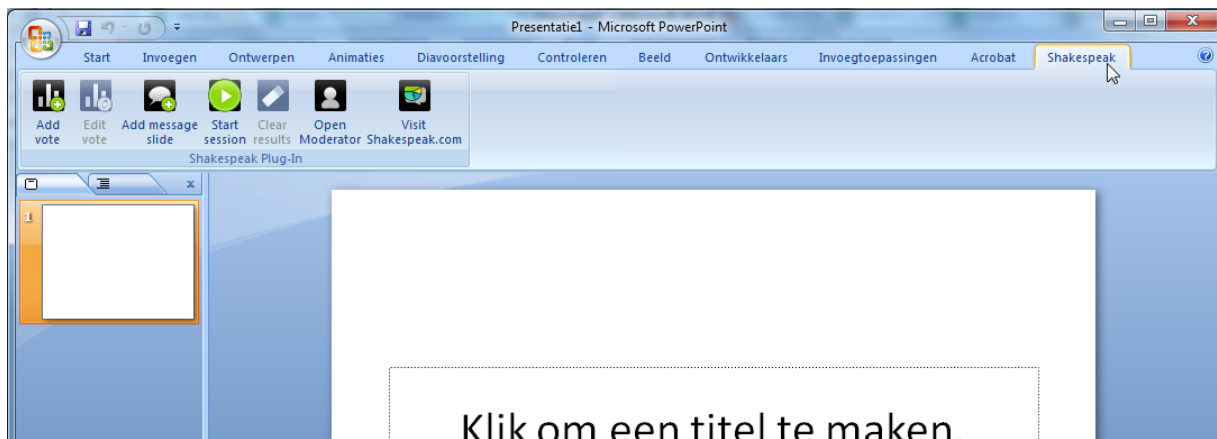 Presentatie1 - Microsoft PowerPoint
Start Invoegen Ontwerpen Animaties Diavoorstelling Controleren Beeld Ontwikkelaars Invoegtoepassingen Acrobat Shakespeak
Add Edit Add message Start Clear Open Visit
vote vote slide session results Moderator Shakespeak.com
Shakespeak Plug-In
1
Klik om een titel te maken.